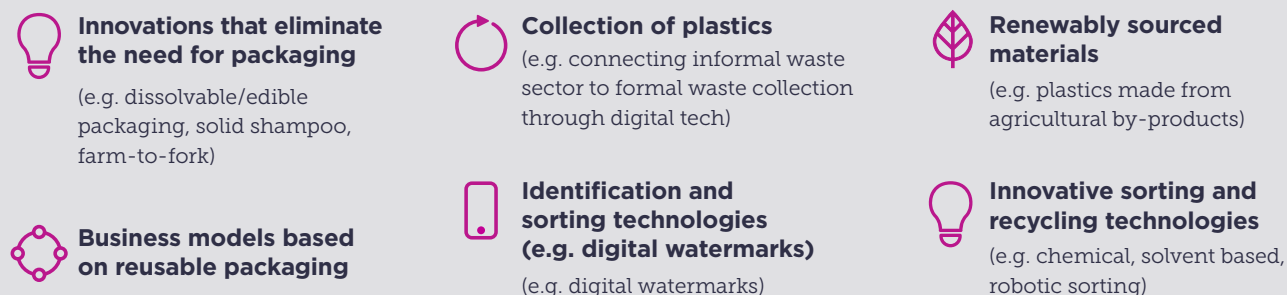 Innovations that eliminate
the need for packaging
(e.g. dissolvable/edible
packaging, solid shampoo,
farm-to-fork)
Business models based
on reusable packaging
Collection of plastics
(e.g. connecting informal waste
sector to formal waste collection
through digital tech)
Identification and
sorting technologies
(e.g. digital watermarks)
(e.g. digital watermarks)
Renewably sourced
materials
(e.g. plastics made from
agricultural by-products)
Innovative sorting and
recycling technologies
(e.g. chemical, solvent based,
robotic sorting)